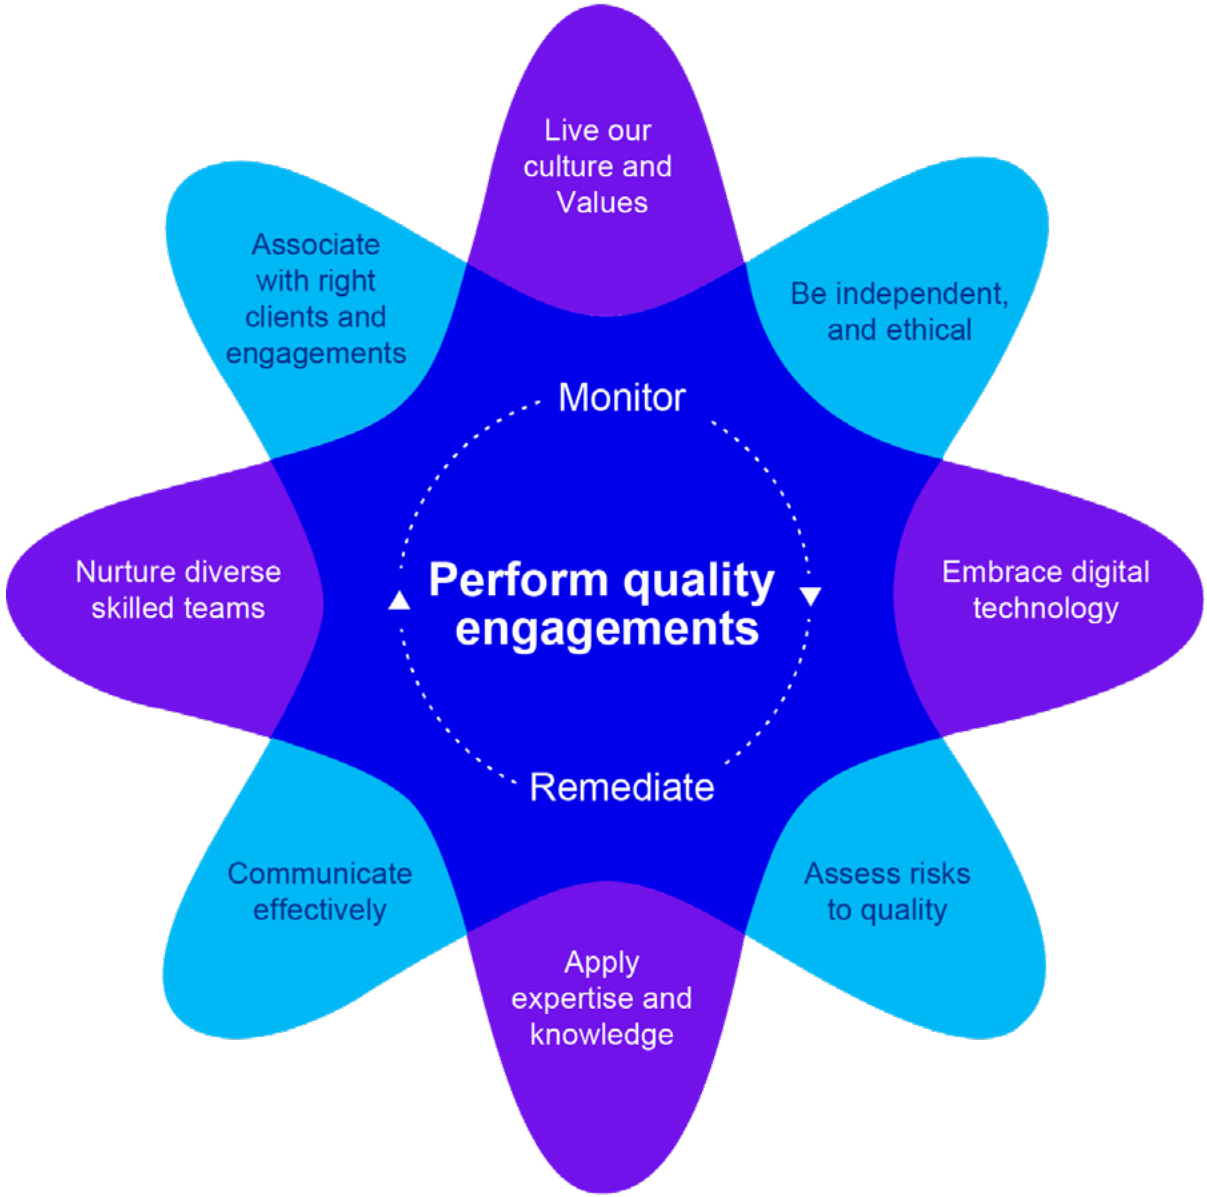 Live our
culture and
Values
Associate
with right
clients and
engagements
Be independent,
and ethical
Monitor
Nurture diverse
skilled teams
Perform quality
engagements
Embrace digital
technology
Remediate
Communicate
effectively
Assess risks
to quality
Apply
expertise and
knowledge